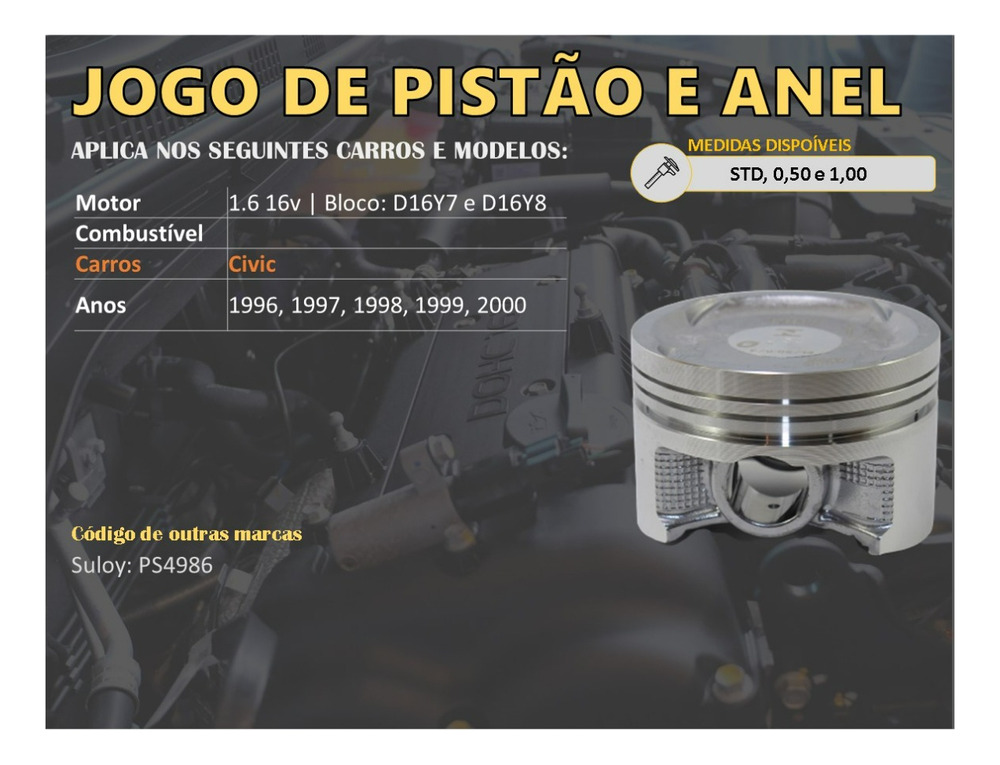 JOGO DE PISTÃO E ANEL
APLICA NOS SEGUINTES CARROS E MODELOS:
MEDIDAS DISPOÍVEIS
STD, 0,50 e 1,00
Motor 1.6 16v | Bloco: D16Y7 e D16Y8
Combustível
Carros Civic
Anos 1996, 1997, 1998, 1999, 2000
DOHC
Código de outras marcas
Suloy: PS4986